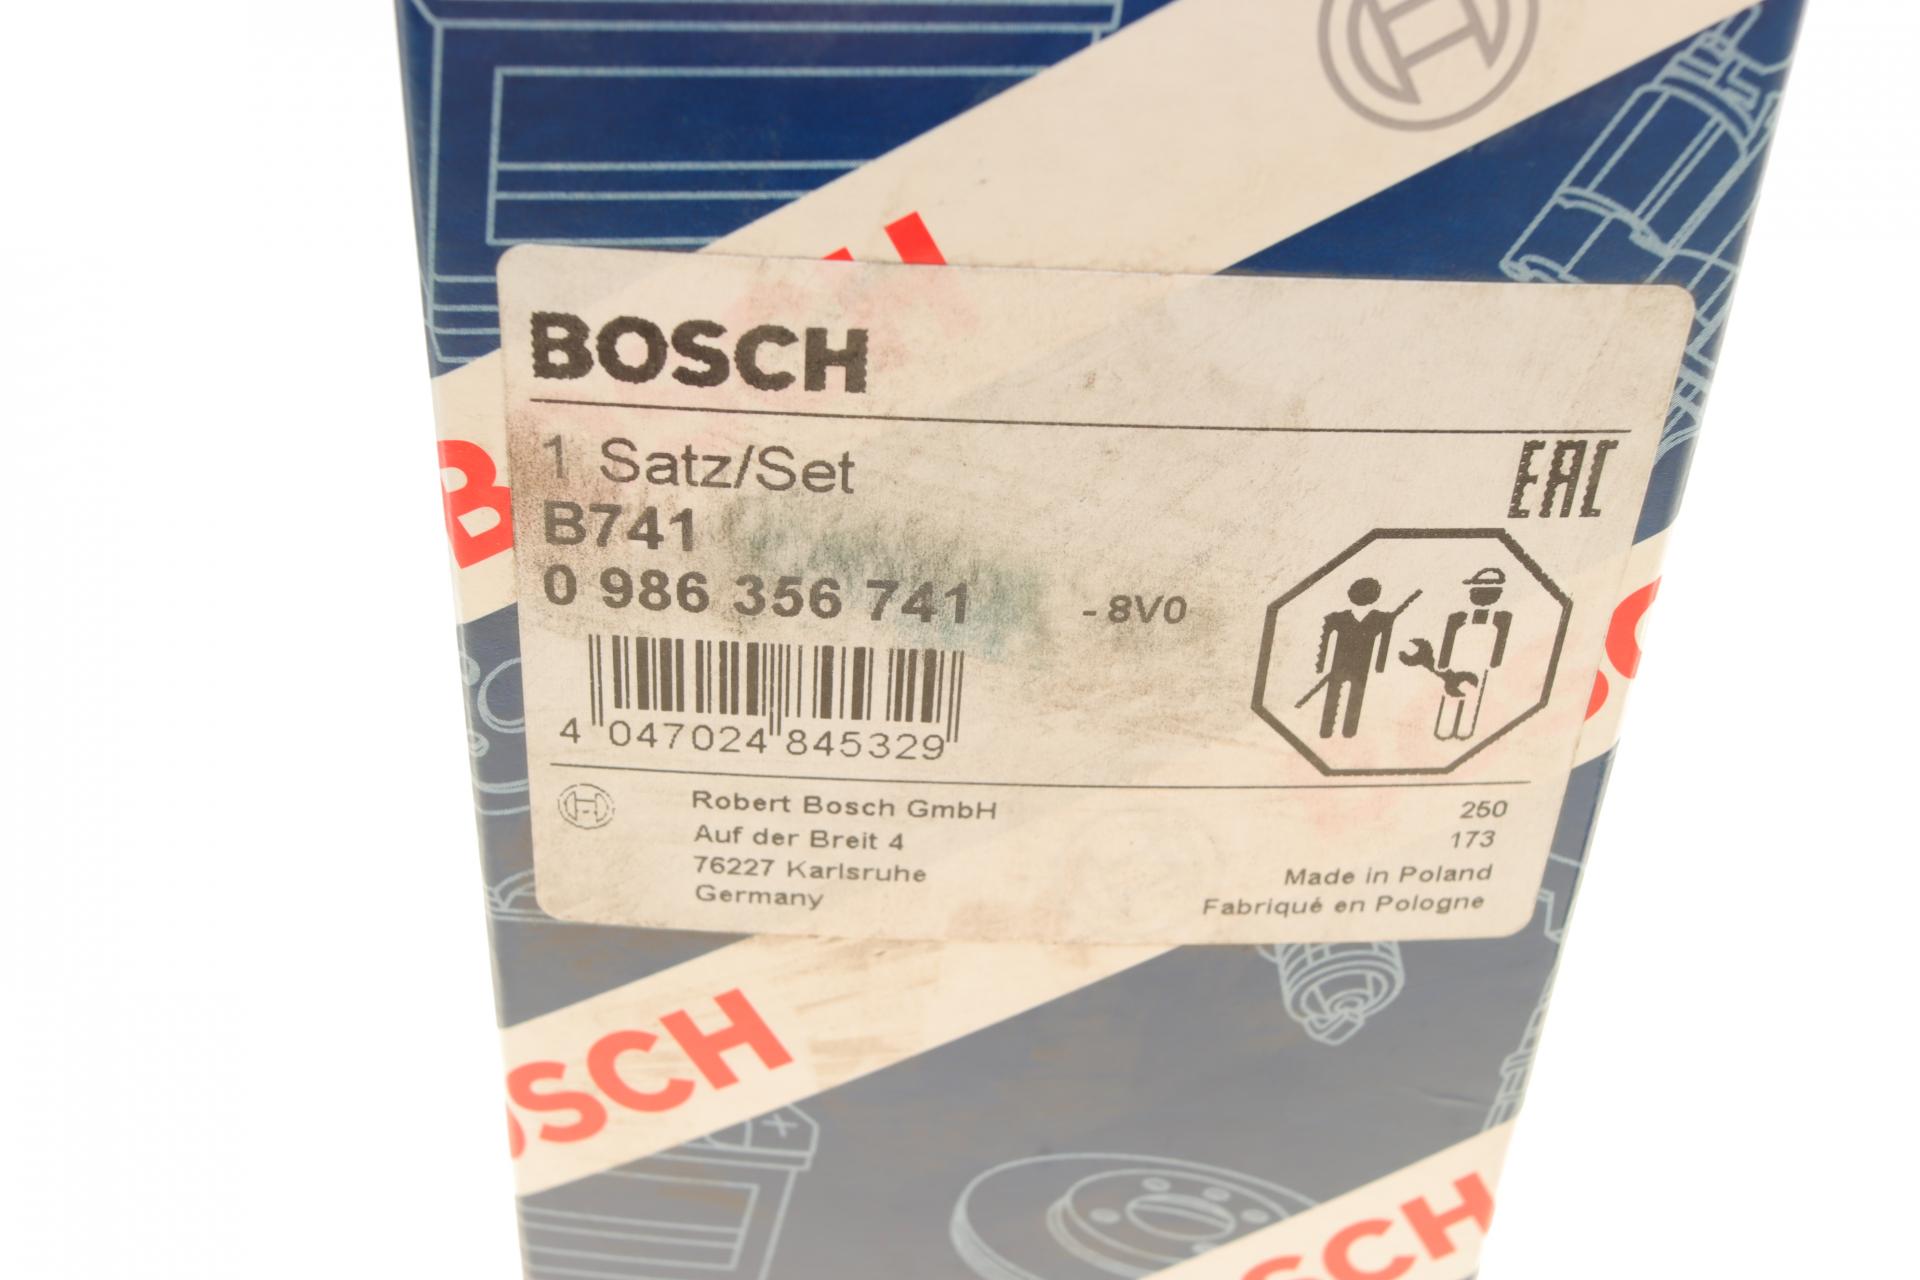 BOSCH
1 Satz/Set
B741
0 986 356 741 - 8V0
4 047024 845329
EAC
Robert Bosch GmbH
Auf der Breit 4
76227 Karlsruhe
Germany
250
173
Made in Poland
Fabriqué en Pologne
BOSCH
BOSCH